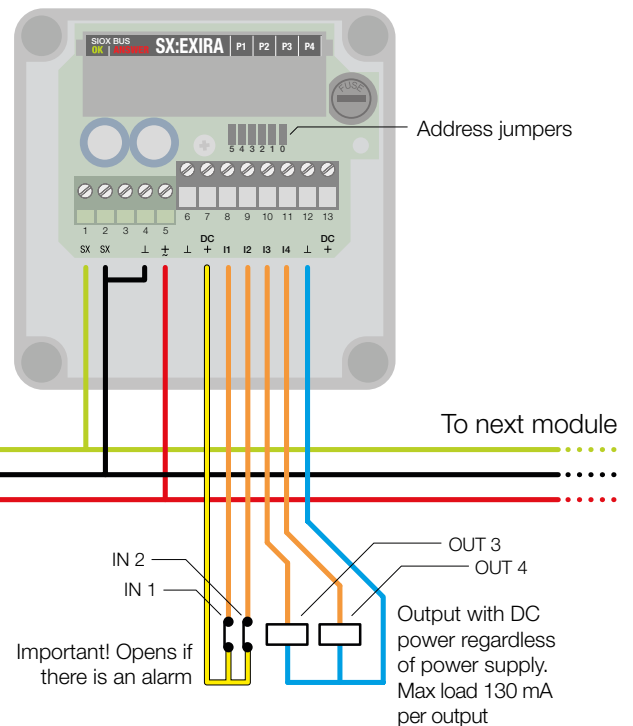 SIOX BUS
OK | ANSWER SX:EXIRA P1 P2 P3 P4
FUSE
Address jumpers
5 4 3 2 1 0
1 2 3 4 5 6 7 8 9 10 11 12 13
SX SX ⊥ ±~ ⊥ DC + I1 I2 I3 I4 ⊥ DC +
To next module
IN 2
IN 1
OUT 3
OUT 4
Important! Opens if
there is an alarm
Output with DC
power regardless
of power supply.
Max load 130 mA
per output